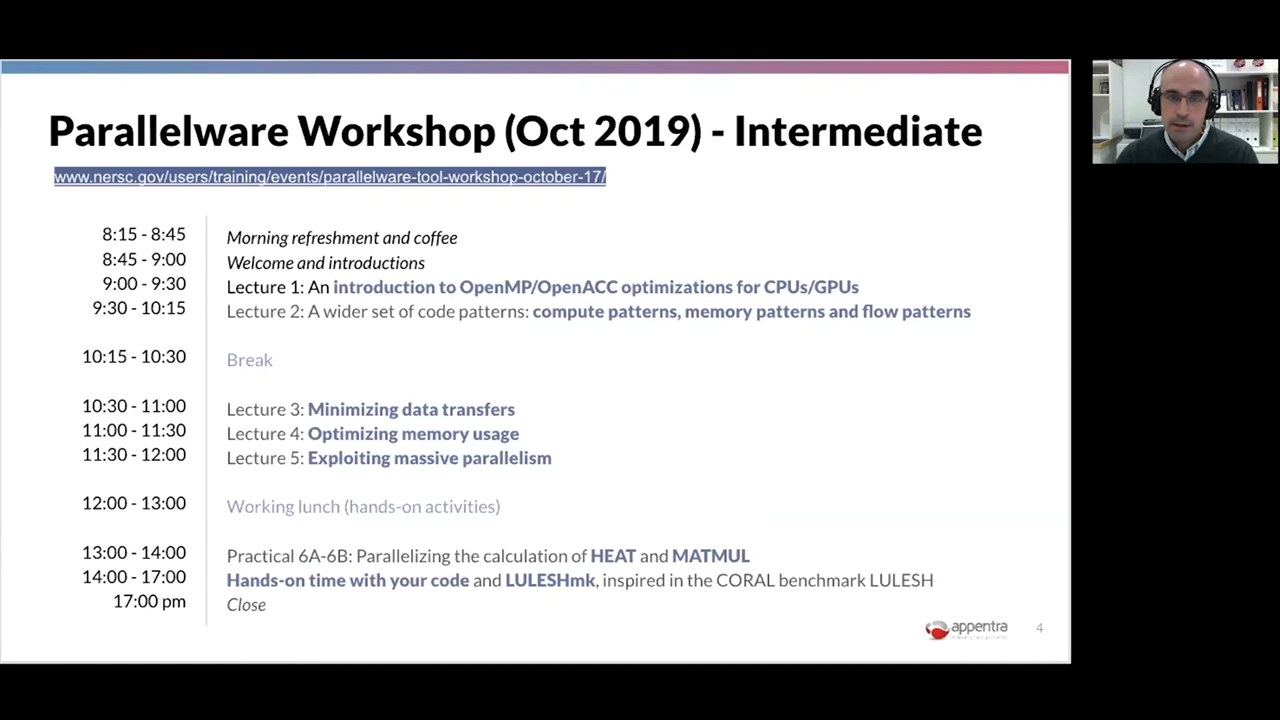 Parallelware Workshop (Oct 2019) - Intermediate
www.nersc.gov/users/training/events/parallelware-tool-workshop-october-17/
8:15 - 8:45 Morning refreshment and coffee
8:45 - 9:00 Welcome and introductions
9:00 - 9:30 Lecture 1: An introduction to OpenMP/OpenACC optimizations for CPUs/GPUs
9:30 - 10:15 Lecture 2: A wider set of code patterns: compute patterns, memory patterns and flow patterns
10:15 - 10:30 Break
10:30 - 11:00 Lecture 3: Minimizing data transfers
11:00 - 11:30 Lecture 4: Optimizing memory usage
11:30 - 12:00 Lecture 5: Exploiting massive parallelism
12:00 - 13:00 Working lunch (hands-on activities)
13:00 - 14:00 Practical 6A-6B: Parallelizing the calculation of HEAT and MATMUL
14:00 - 17:00 Hands-on time with your code and LULESHmk, inspired in the CORAL benchmark LULESH
17:00 pm Close
appentra
4